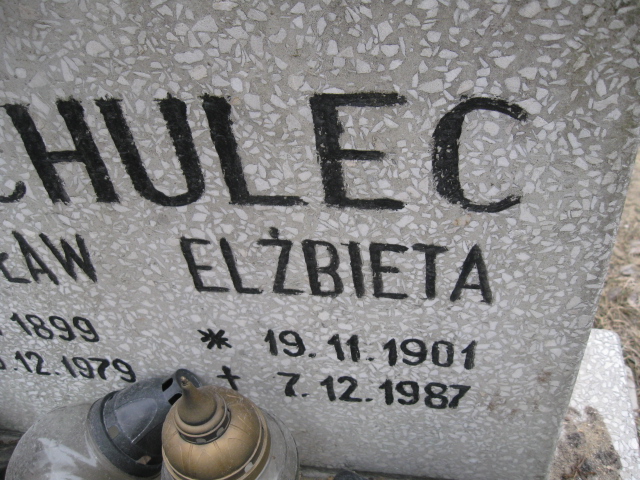 CHULEC
ŁAW ELŻBIETA
1899 * 19.11.1901
.12.1979 + 7.12.1987